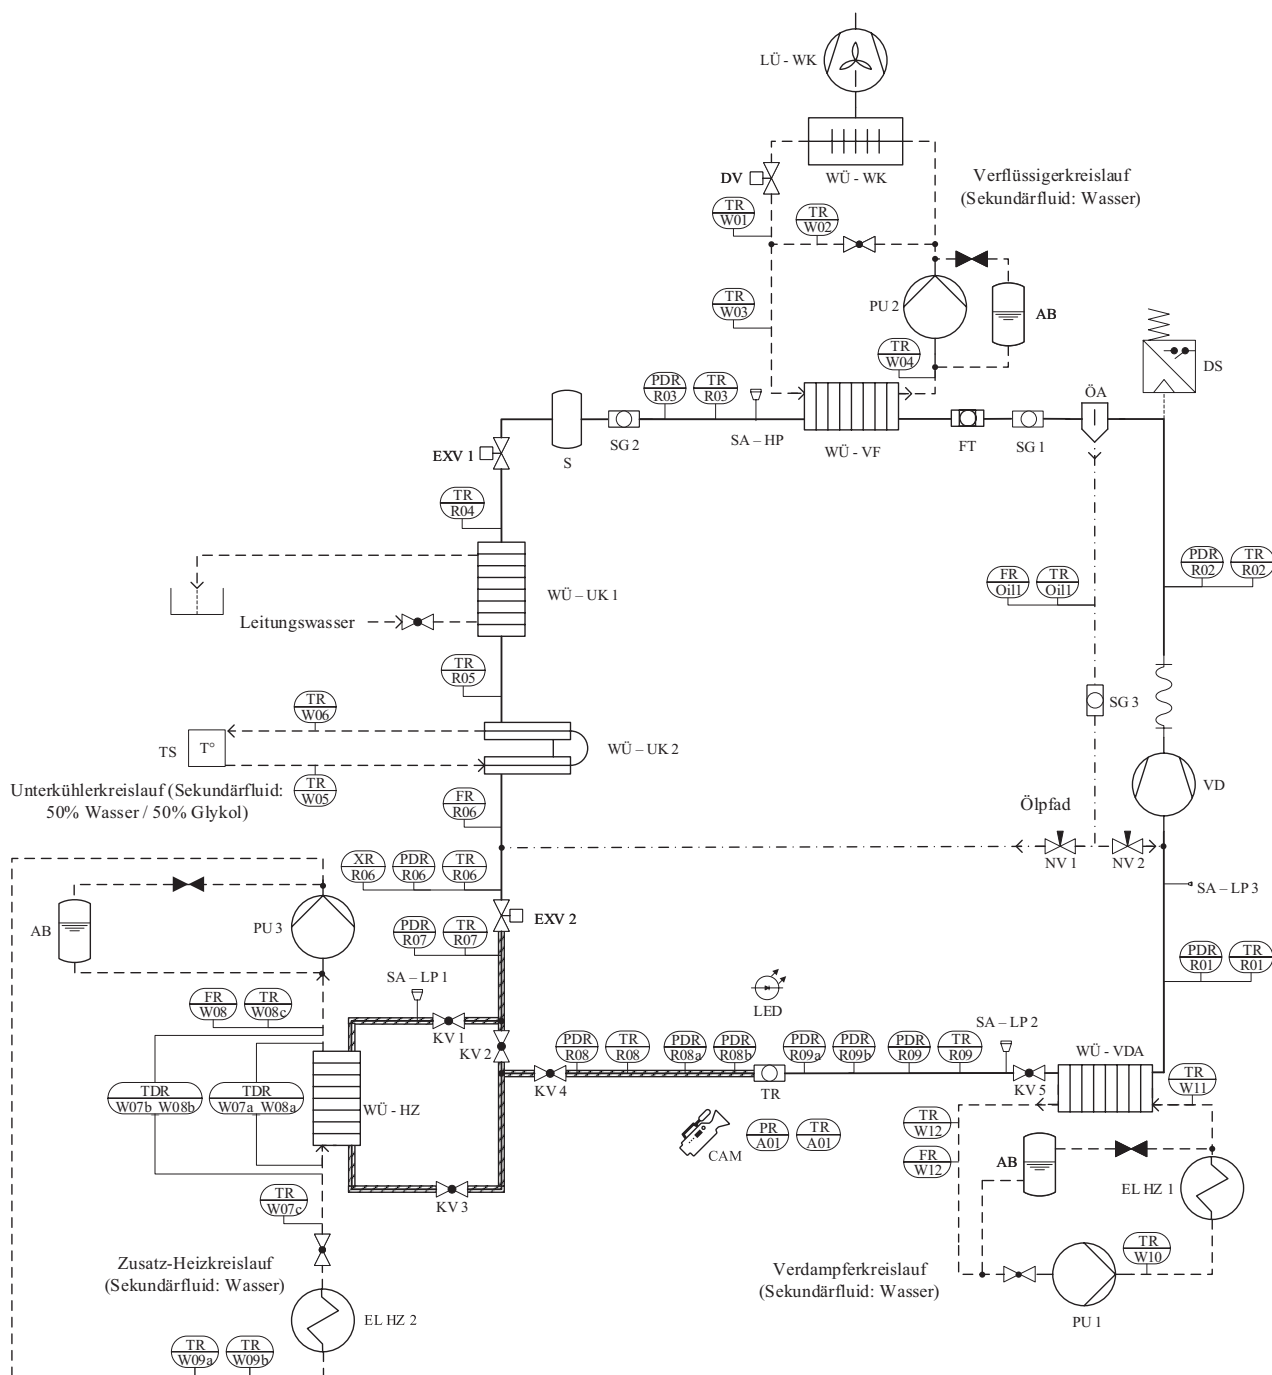 LÜ - WK
WÜ - WK
Verflüssigerkreislauf
(Sekundärfluid: Wasser)
DV
TR
W01
TR
W02
TR
W03
PU 2
AB
TR
W04
DS
PDR
R03
TR
R03
ÖA
SG 2
SA – HP
WÜ - VF
FT
SG 1
S
EXV 1
TR
R04
PDR
R02
TR
R02
FR
Oil1
TR
Oil1
WÜ – UK 1
Leitungswasser
TR
R05
SG 3
TR
W06
TS
T°
WÜ – UK 2
VD
Unterkühlerkreislauf (Sekundärfluid:
50% Wasser / 50% Glykol)
TR
W05
FR
R06
Ölpfad
NV 1
NV 2
XR
R06
PDR
R06
TR
R06
SA – LP 3
AB
PU 3
EXV 2
PDR
R07
TR
R07
PDR
R01
TR
R01
SA – LP 1
FR
W08
TR
W08c
LED
KV 1
KV 2
SA – LP 2
PDR
R08
TR
R08
PDR
R08a
PDR
R08b
PDR
R09a
PDR
R09b
PDR
R09
TR
R09
WÜ - VDA
KV 4
TR
KV 5
TR
W11
TDR
W07b_W08b
TDR
W07a_W08a
WÜ - HZ
CAM
PR
A01
TR
A01
TR
W12
FR
W12
AB
EL HZ 1
KV 3
TR
W07c
Zusatz-Heizkreislauf
(Sekundärfluid: Wasser)
Verdampferkreislauf
(Sekundärfluid: Wasser)
TR
W10
PU 1
EL HZ 2
TR
W09a
TR
W09b